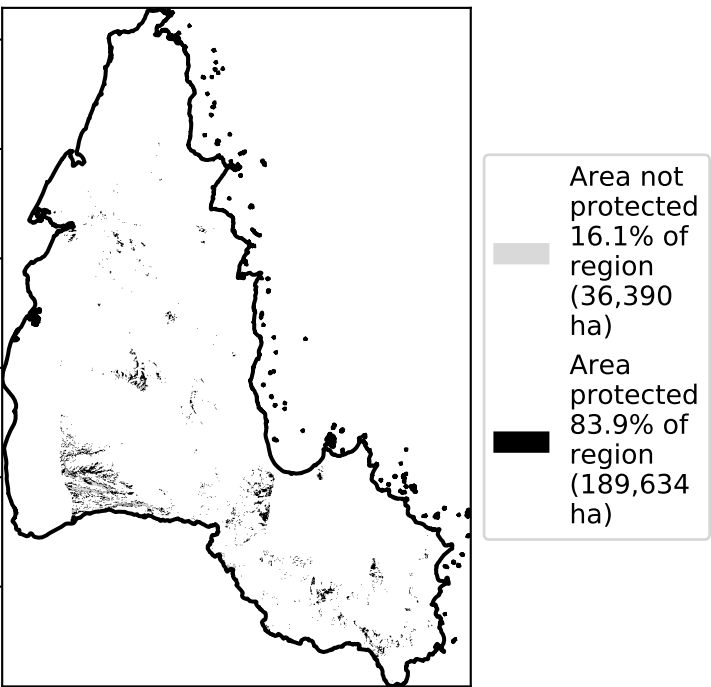 Area not
protected
16.1% of
region
(36,390
ha)
Area
protected
83.9% of
region
(189,634
ha)